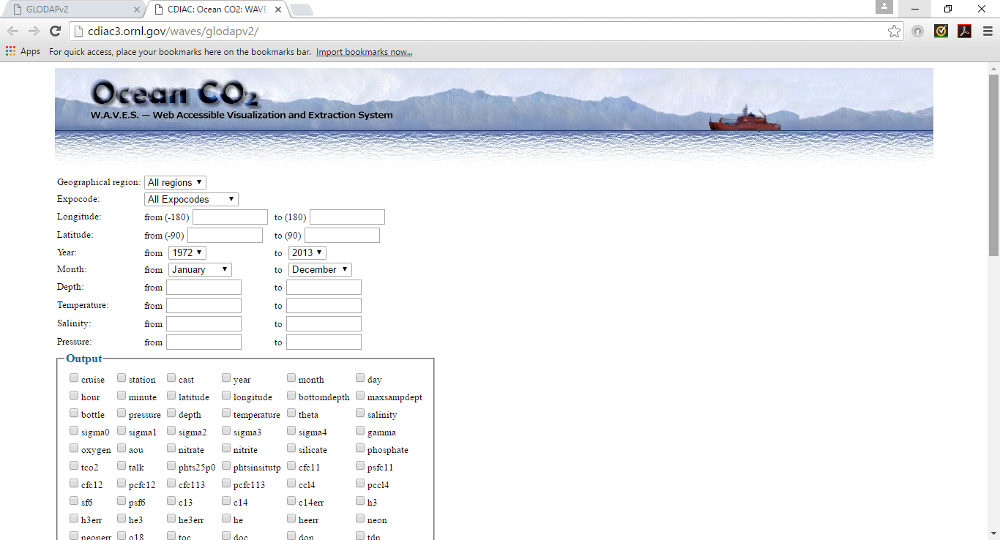 GLODAPv2
CDIAC: Ocean CO2: WAVE
cdiac3.ornl.gov/waves/glodapv2/
Apps For quick access, place your bookmarks here on the bookmarks bar. Import bookmarks now...
Ocean CO2
W.A.V.E.S. — Web Accessible Visualization and Extraction System
Geographical region: All regions
Expocode: All Expocodes
Longitude: from (-180) to (180)
Latitude: from (-90) to (90)
Year: from 1972 to 2013
Month: from January to December
Depth: from to
Temperature: from to
Salinity: from to
Pressure: from to
Output
cruise station cast year month day
hour minute latitude longitude bottomdepth maxsampdept
bottle pressure depth temperature theta salinity
sigma0 sigma1 sigma2 sigma3 sigma4 gamma
oxygen aou nitrate nitrite silicate phosphate
tco2 talk phts25p0 phtsinsitutp cfc11 psfc11
cfc12 pcfc12 cfc113 pcfc113 ccl4 pccl4
sf6 psf6 c13 c14 c14err h3
h3err he3 he3err he heerr neon
neonerr o18 toc doc don tdn